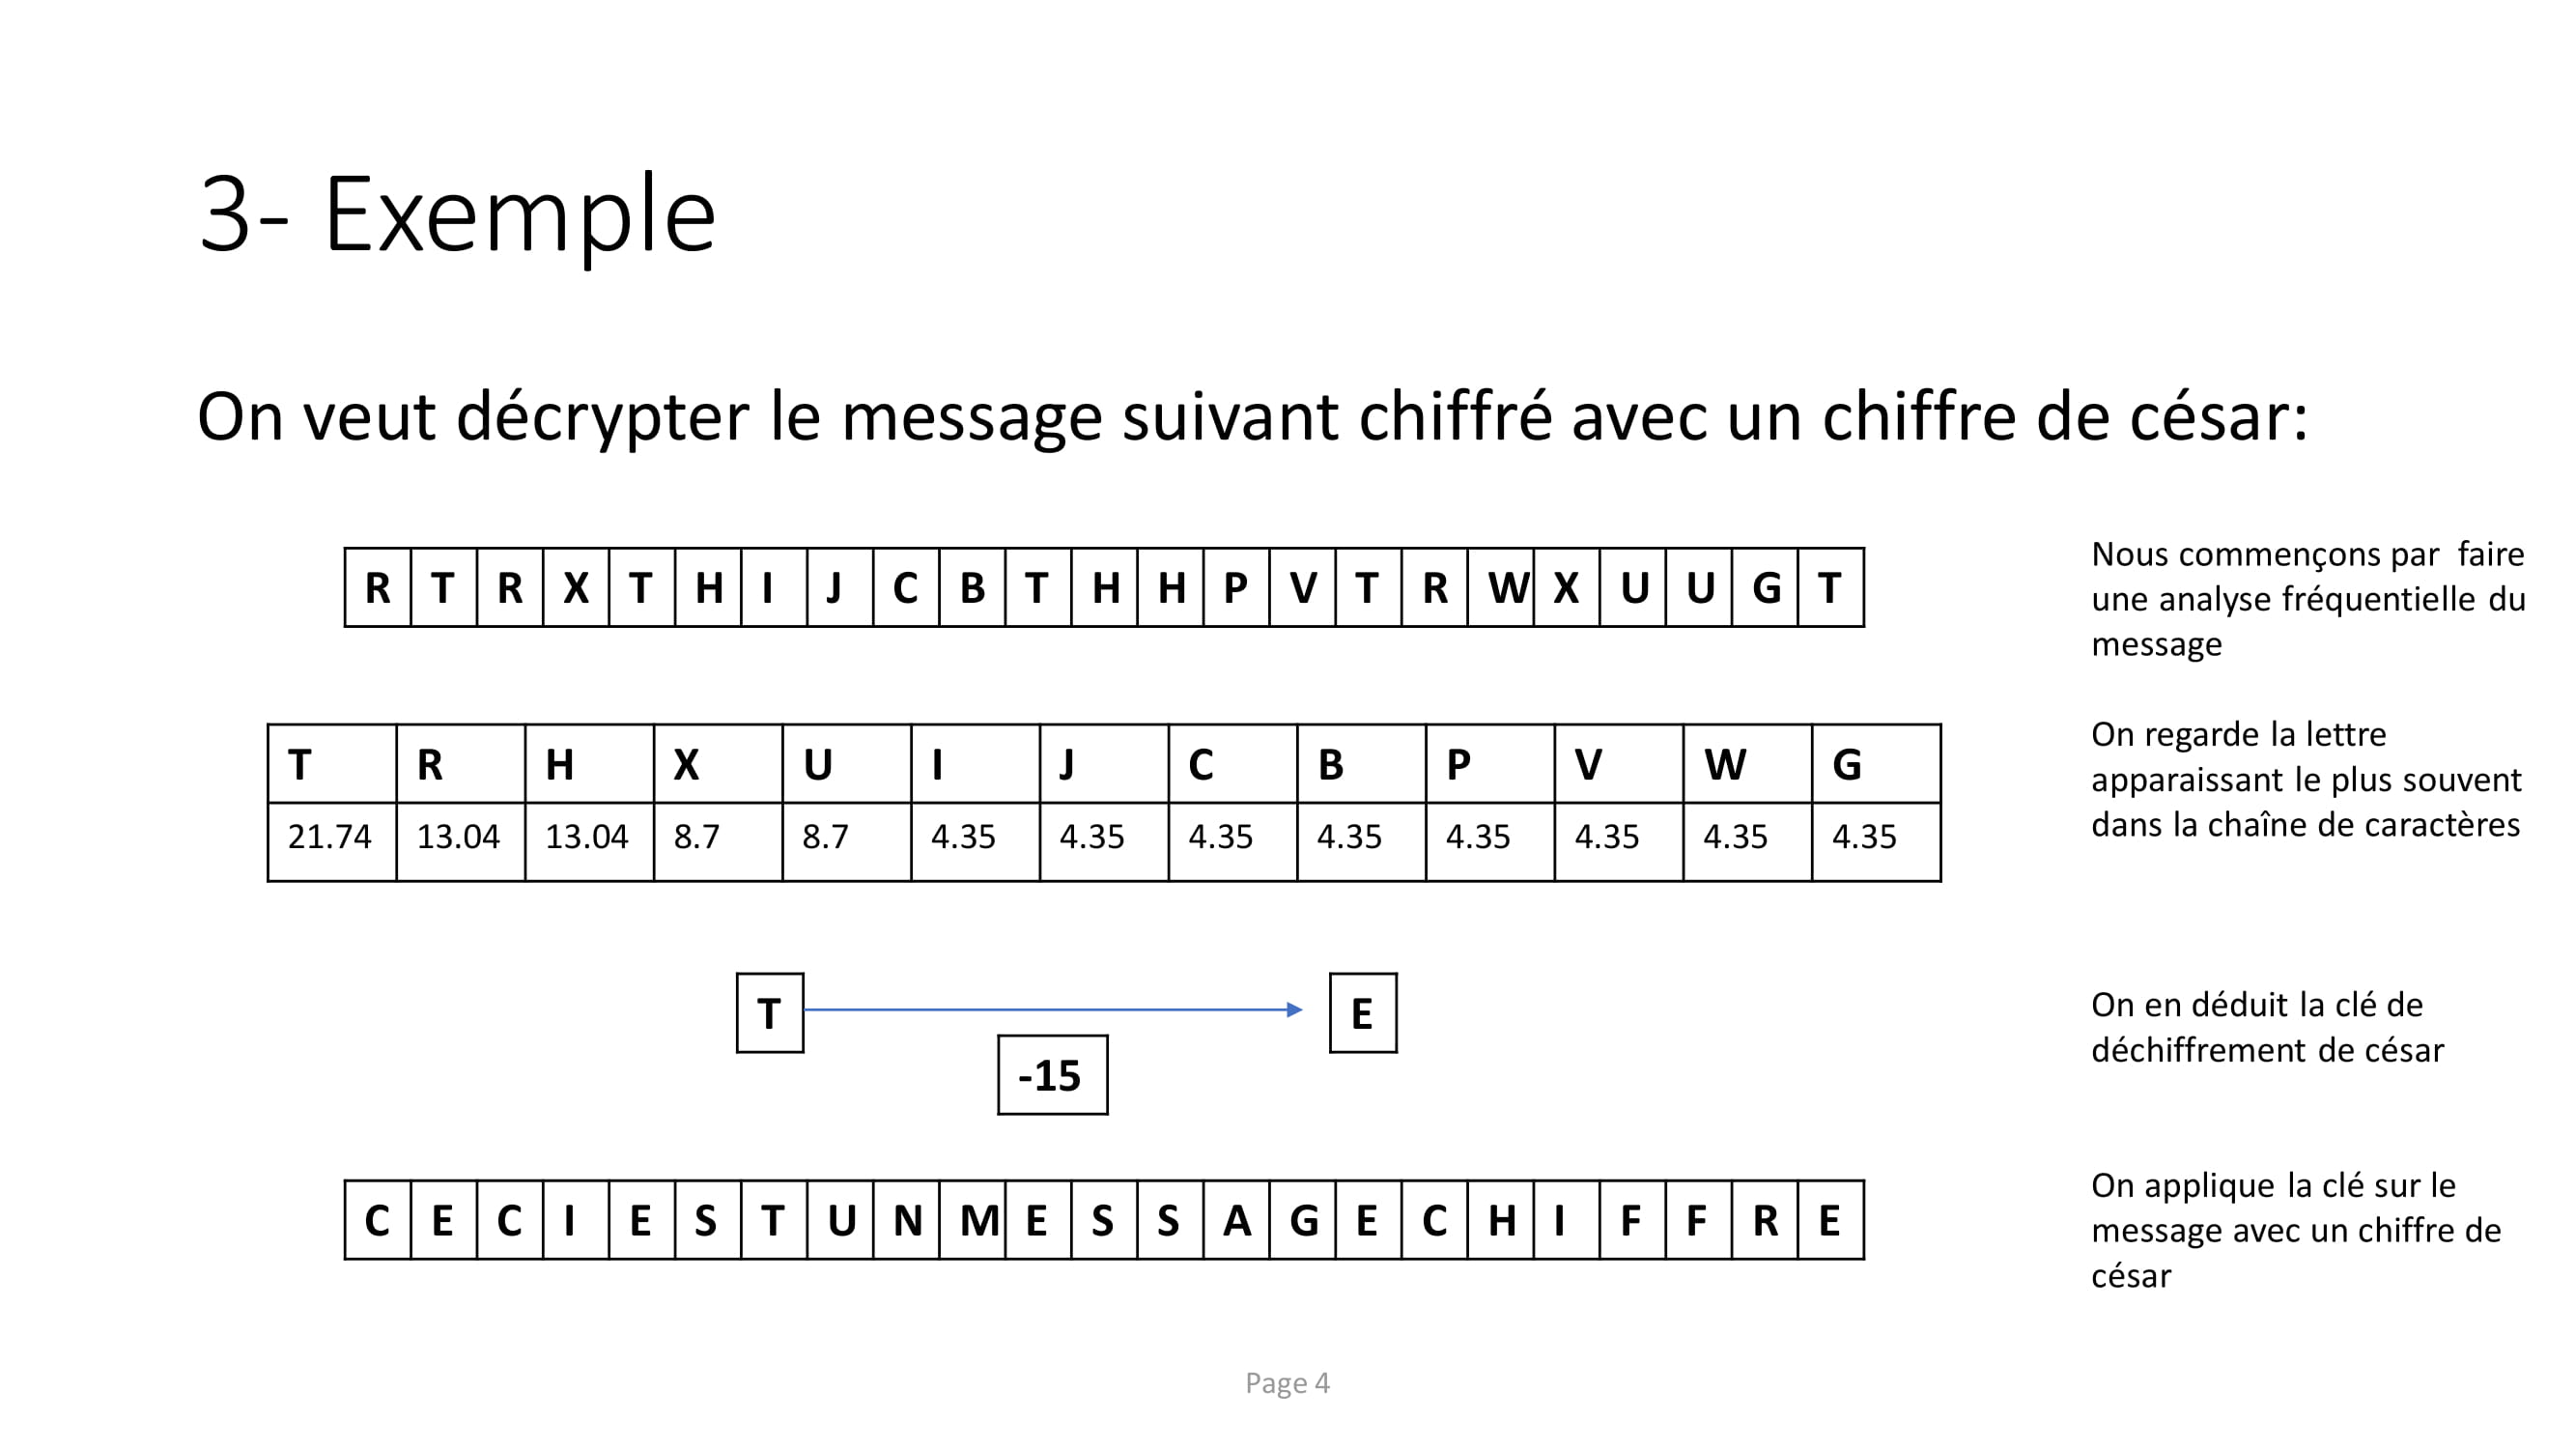 3- Exemple
On veut décrypter le message suivant chiffré avec un chiffre de césar:
R T R X T H I J C B T H H P V T R W X U U G T
Nous commençons par faire
une analyse fréquentielle du
message
T R H X U I J C B P V W G
21.74 13.04 13.04 8.7 8.7 4.35 4.35 4.35 4.35 4.35 4.35 4.35 4.35
On regarde la lettre
apparaissant le plus souvent
dans la chaîne de caractères
T E
-15
On en déduit la clé de
déchiffrement de césar
C E C I E S T U N M E S S A G E C H I F F R E
On applique la clé sur le
message avec un chiffre de
césar
Page 4